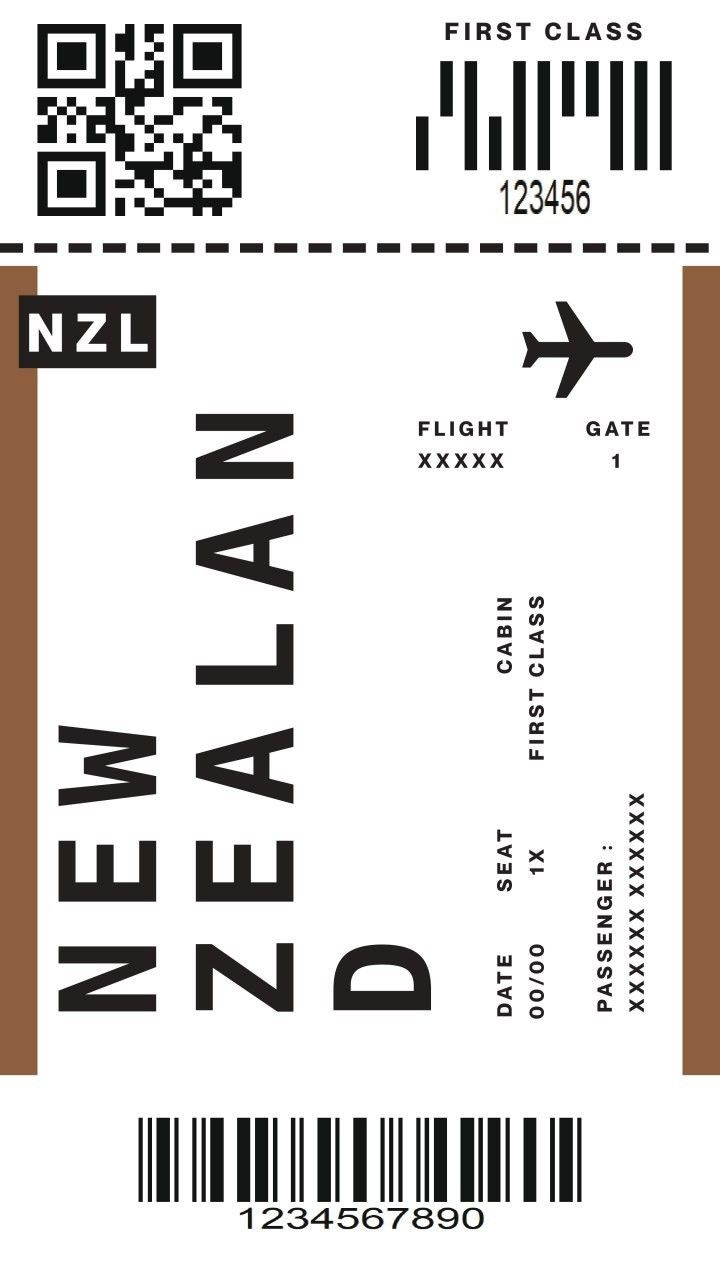 FIRST CLASS
123456
NZL
FLIGHT
XXXXX
GATE
1
NEW
ZEALAN
D
CABIN
FIRST CLASS
SEAT
1X
DATE
00/00
PASSENGER :
XXXXXX XXXXXX
1234567890